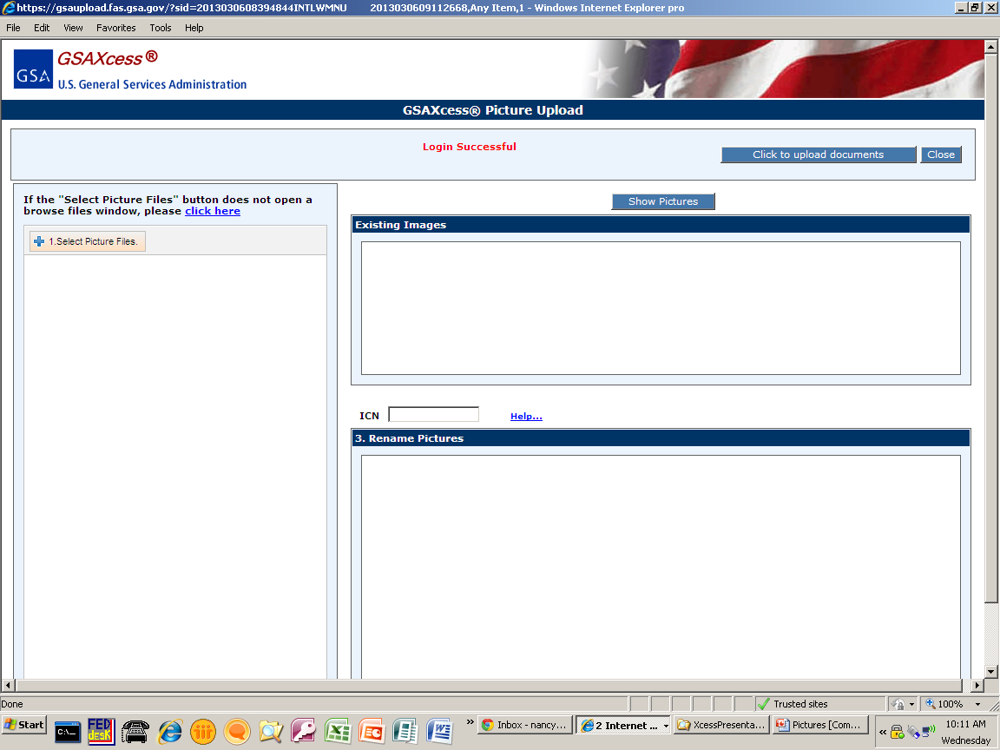 https://gsaupload.fas.gsa.gov/?sid=2013030608394844INTLWMNU 2013030609112668,Any Item,1 - Windows Internet Explorer pro
File Edit View Favorites Tools Help
GSA
GSAXcess ®
U.S. General Services Administration
GSAXcess® Picture Upload
Login Successful
Click to upload documents
Close
If the "Select Picture Files" button does not open a
browse files window, please click here
1.Select Picture Files.
Show Pictures
Existing Images
ICN
Help...
3. Rename Pictures
Done
Trusted sites
100%
Start
C:\...
FED
desK
»
Inbox - nancy...
2 Internet ...
XcessPresenta...
Pictures [Com...
«
10:11 AM
Wednesday